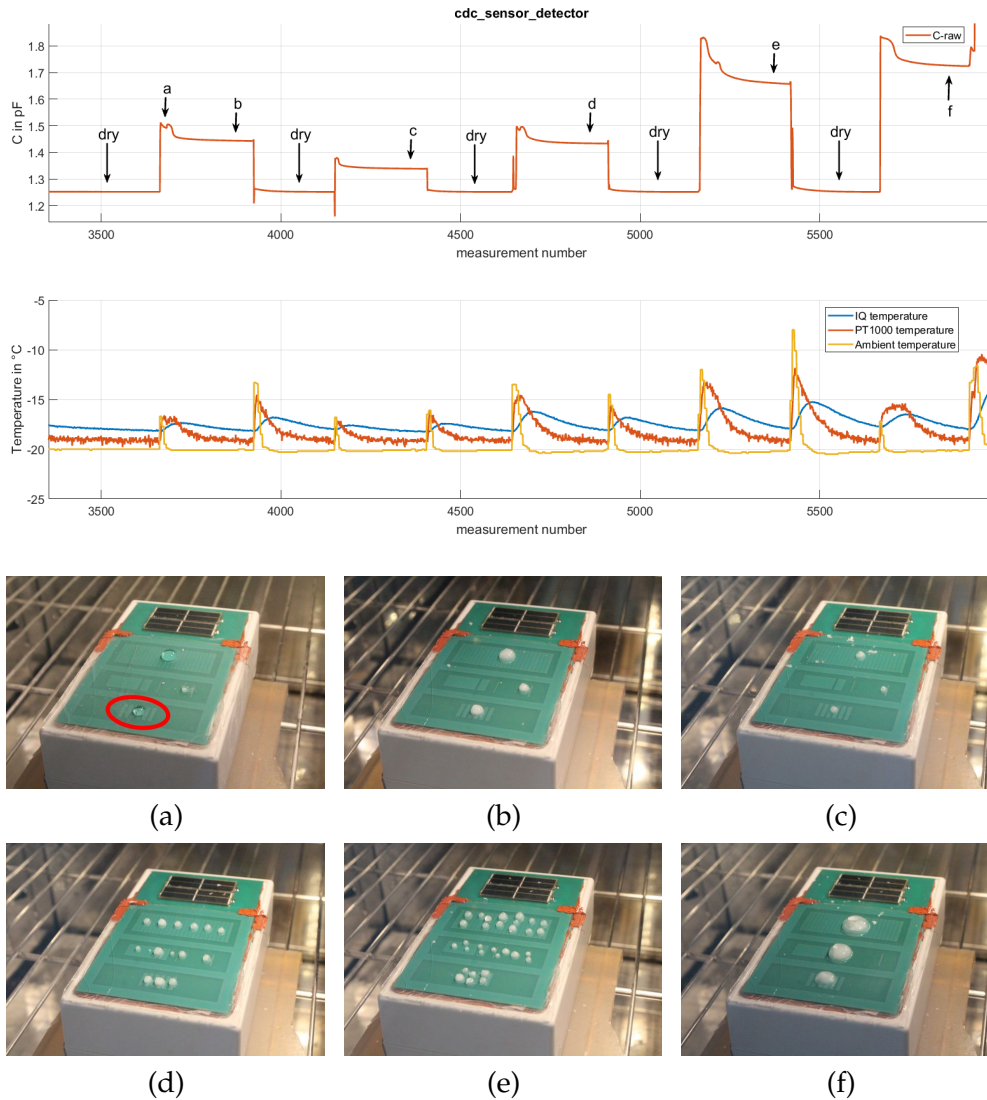 cdc_sensor_detector
C in pF
1.8
1.7
1.6
1.5
1.4
1.3
1.2
C-raw
dry
a
b
dry
c
dry
d
dry
e
dry
f
3500
4000
4500
5000
5500
measurement number
Temperature in °C
-5
-10
-15
-20
-25
IQ temperature
PT1000 temperature
Ambient temperature
3500
4000
4500
5000
5500
measurement number
(a)
(b)
(c)
(d)
(e)
(f)